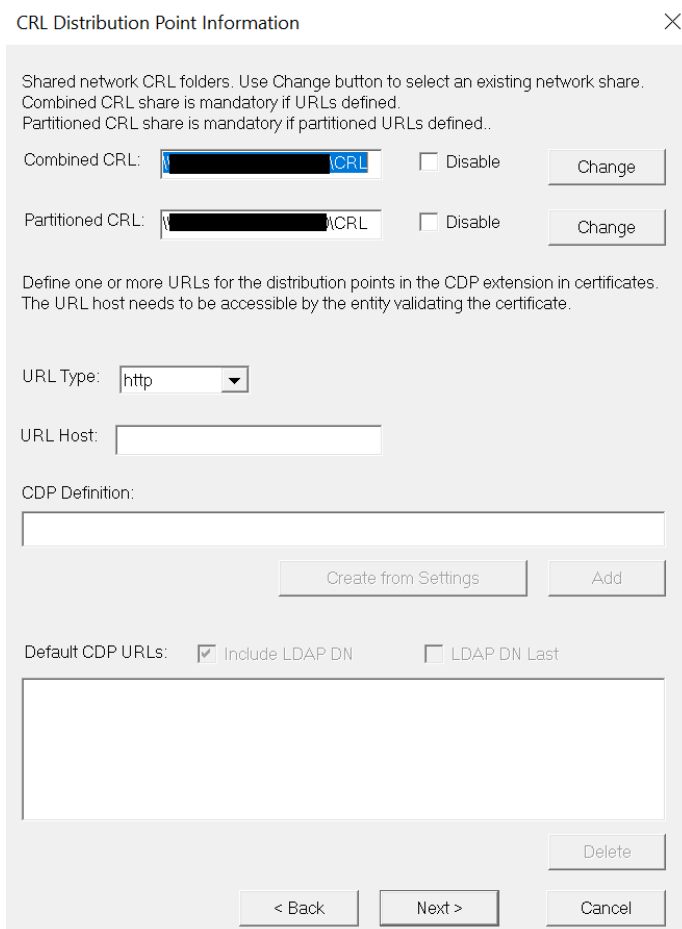 CRL Distribution Point Information
Shared network CRL folders. Use Change button to select an existing network share.
Combined CRL share is mandatory if URLs defined.
Partitioned CRL share is mandatory if partitioned URLs defined..
Combined CRL: \\ \CRL Disable Change
Partitioned CRL: \\ \CRL Disable Change
Define one or more URLs for the distribution points in the CDP extension in certificates.
The URL host needs to be accessible by the entity validating the certificate.
URL Type: http
URL Host:
CDP Definition:
Create from Settings Add
Default CDP URLs: Include LDAP DN LDAP DN Last
Delete
< Back Next > Cancel